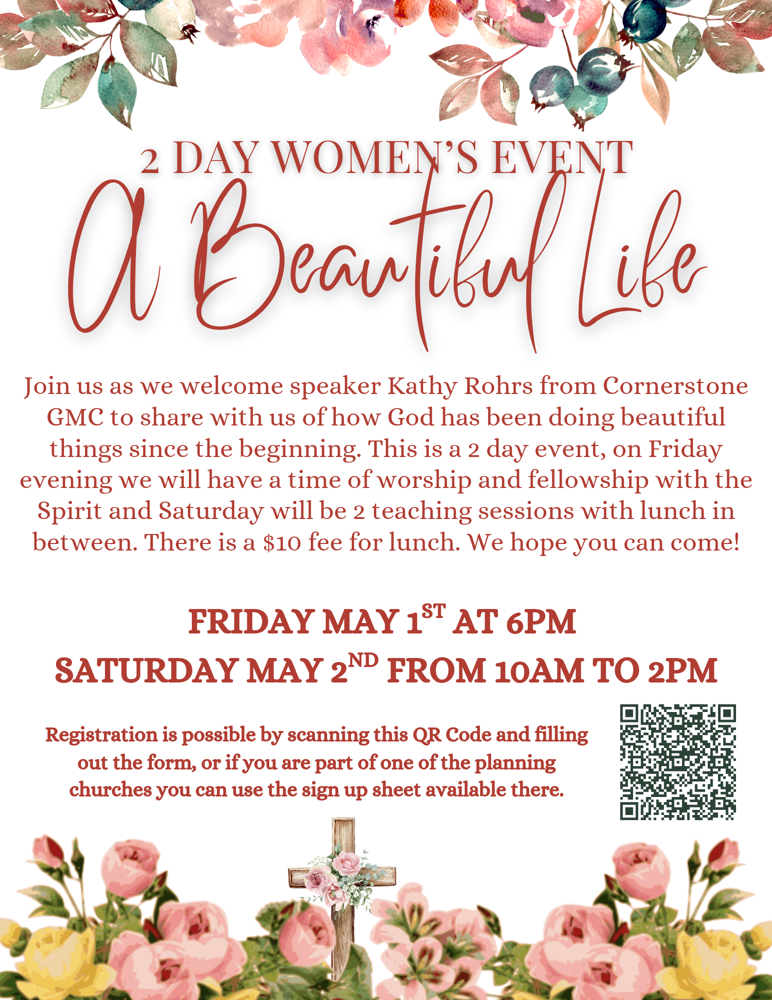 2 DAY WOMEN'S EVENT
A Beautiful Life
Join us as we welcome speaker Kathy Rohrs from Cornerstone
GMC to share with us of how God has been doing beautiful
things since the beginning. This is a 2 day event, on Friday
evening we will have a time of worship and fellowship with the
Spirit and Saturday will be 2 teaching sessions with lunch in
between. There is a $10 fee for lunch. We hope you can come!
FRIDAY MAY 1ST AT 6PM
SATURDAY MAY 2ND FROM 10AM TO 2PM
Registration is possible by scanning this QR Code and filling
out the form, or if you are part of one of the planning
churches you can use the sign up sheet available there.